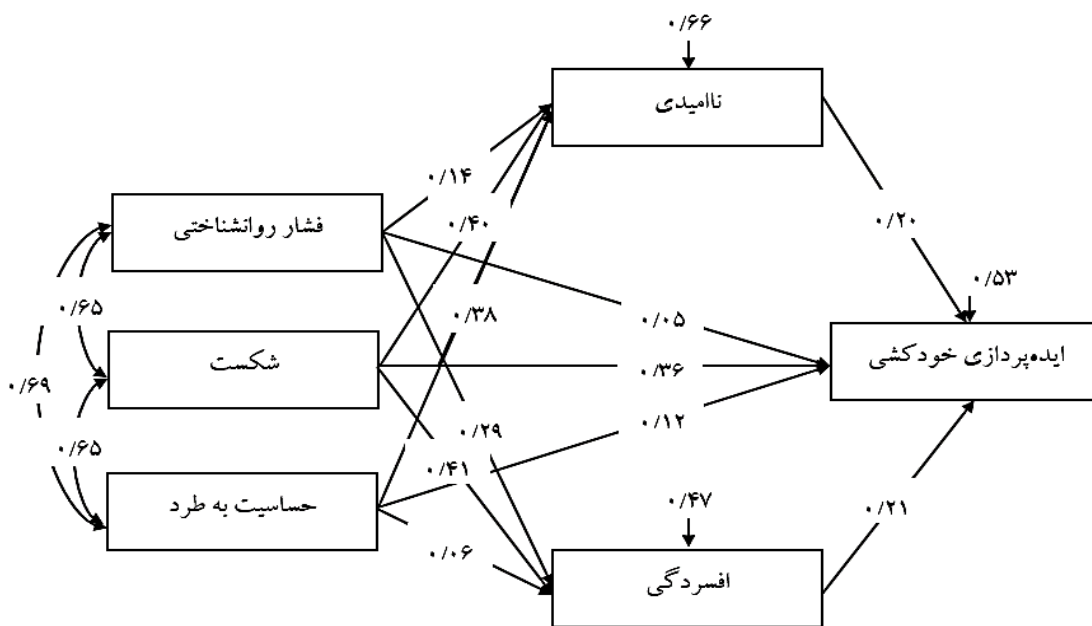 ۰/۶۶
ناامیدی
۰/۱۴
۰/۴۰
۰/۲۰
فشار روانشناختی
۰/۵۳
۰/۶۵
۰/۳۸
۰/۰۵
شکست
۰/۳۶
ایده‌پردازی خودکشی
۰/۶۹
۰/۱۲
۰/۲۹
۰/۶۵
۰/۴۱
حساسیت به طرد
۰/۴۷
۰/۲۱
۰/۰۶
افسردگی